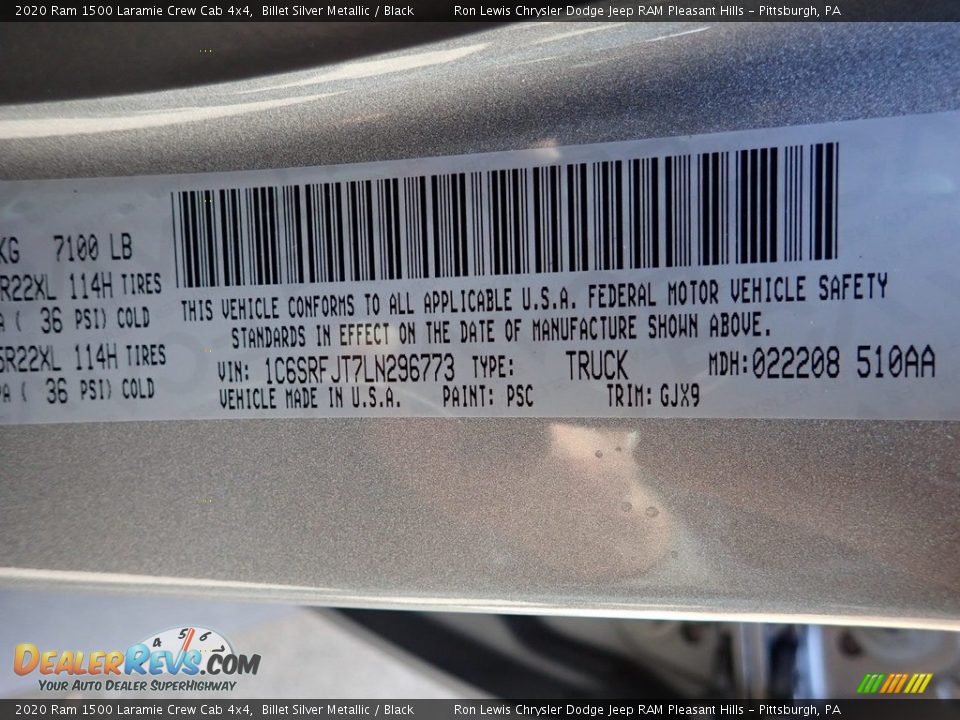 2020 Ram 1500 Laramie Crew Cab 4x4, Billet Silver Metallic / Black Ron Lewis Chrysler Dodge Jeep RAM Pleasant Hills - Pittsburgh, PA
KG 7100 LB
R22XL 114H TIRES
A ( 36 PSI) COLD
5R22XL 114H TIRES
PA ( 36 PSI) COLD
THIS VEHICLE CONFORMS TO ALL APPLICABLE U.S.A. FEDERAL MOTOR VEHICLE SAFETY
STANDARDS IN EFFECT ON THE DATE OF MANUFACTURE SHOWN ABOVE.
VIN: 1C6SRFJT7LN296773 TYPE: TRUCK MDH:022208 510AA
VEHICLE MADE IN U.S.A. PAINT: PSC TRIM: GJX9
4 5 6
DEALERREVS.COM
YOUR AUTO DEALER SUPERHIGHWAY
2020 Ram 1500 Laramie Crew Cab 4x4, Billet Silver Metallic / Black Ron Lewis Chrysler Dodge Jeep RAM Pleasant Hills - Pittsburgh, PA